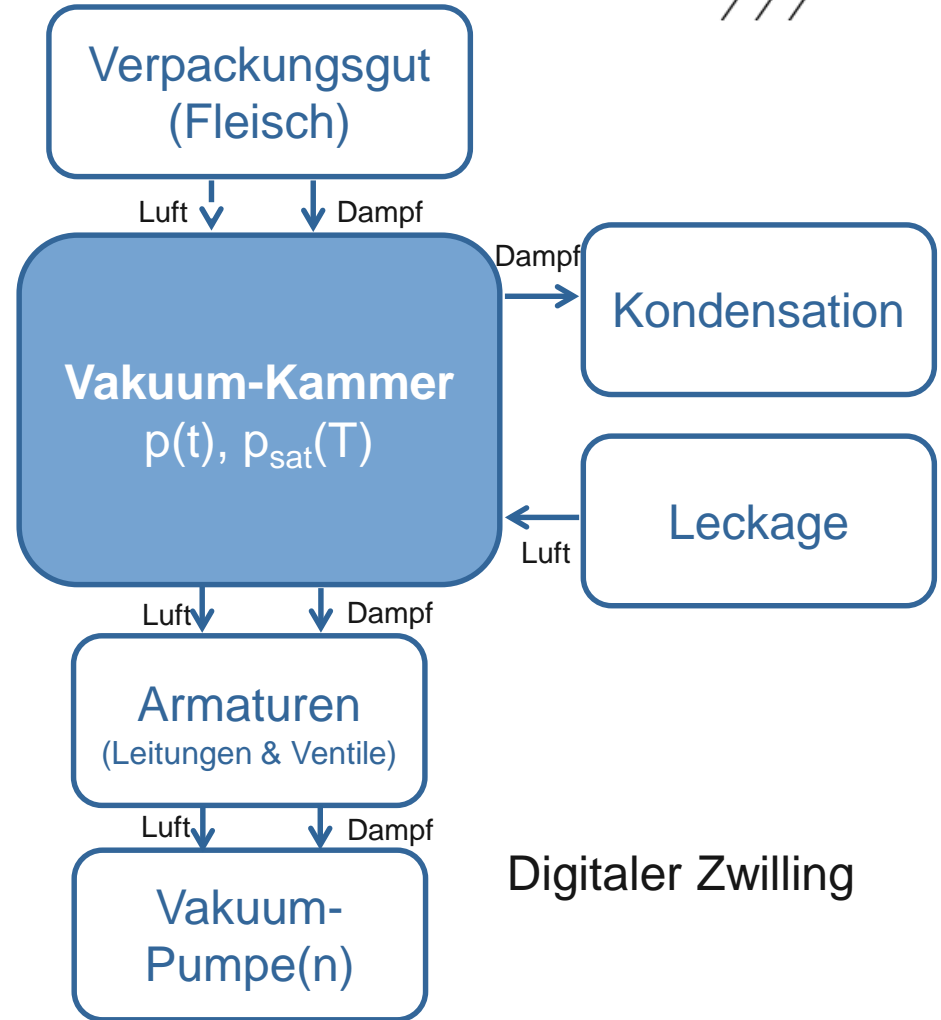 Verpackungsgut
(Fleisch)
Luft
Dampf
Dampf
Kondensation
Vakuum-Kammer
p(t), psat(T)
Leckage
Luft
Luft
Dampf
Armaturen
(Leitungen & Ventile)
Luft
Dampf
Digitaler Zwilling
Vakuum-
Pumpe(n)